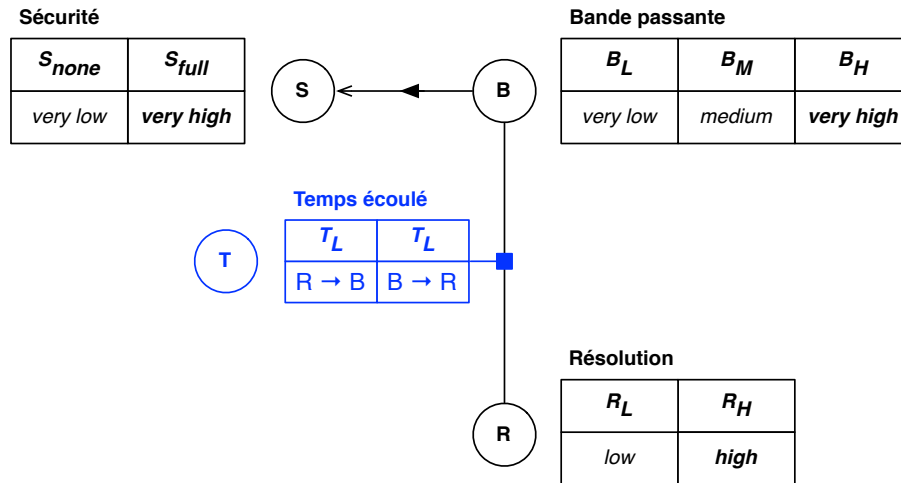 Sécurité
S_none S_full
very low very high
S
B
Bande passante
B_L B_M B_H
very low medium very high
Temps écoulé
T
T_L T_L
R → B B → R
Résolution
R
R_L R_H
low high